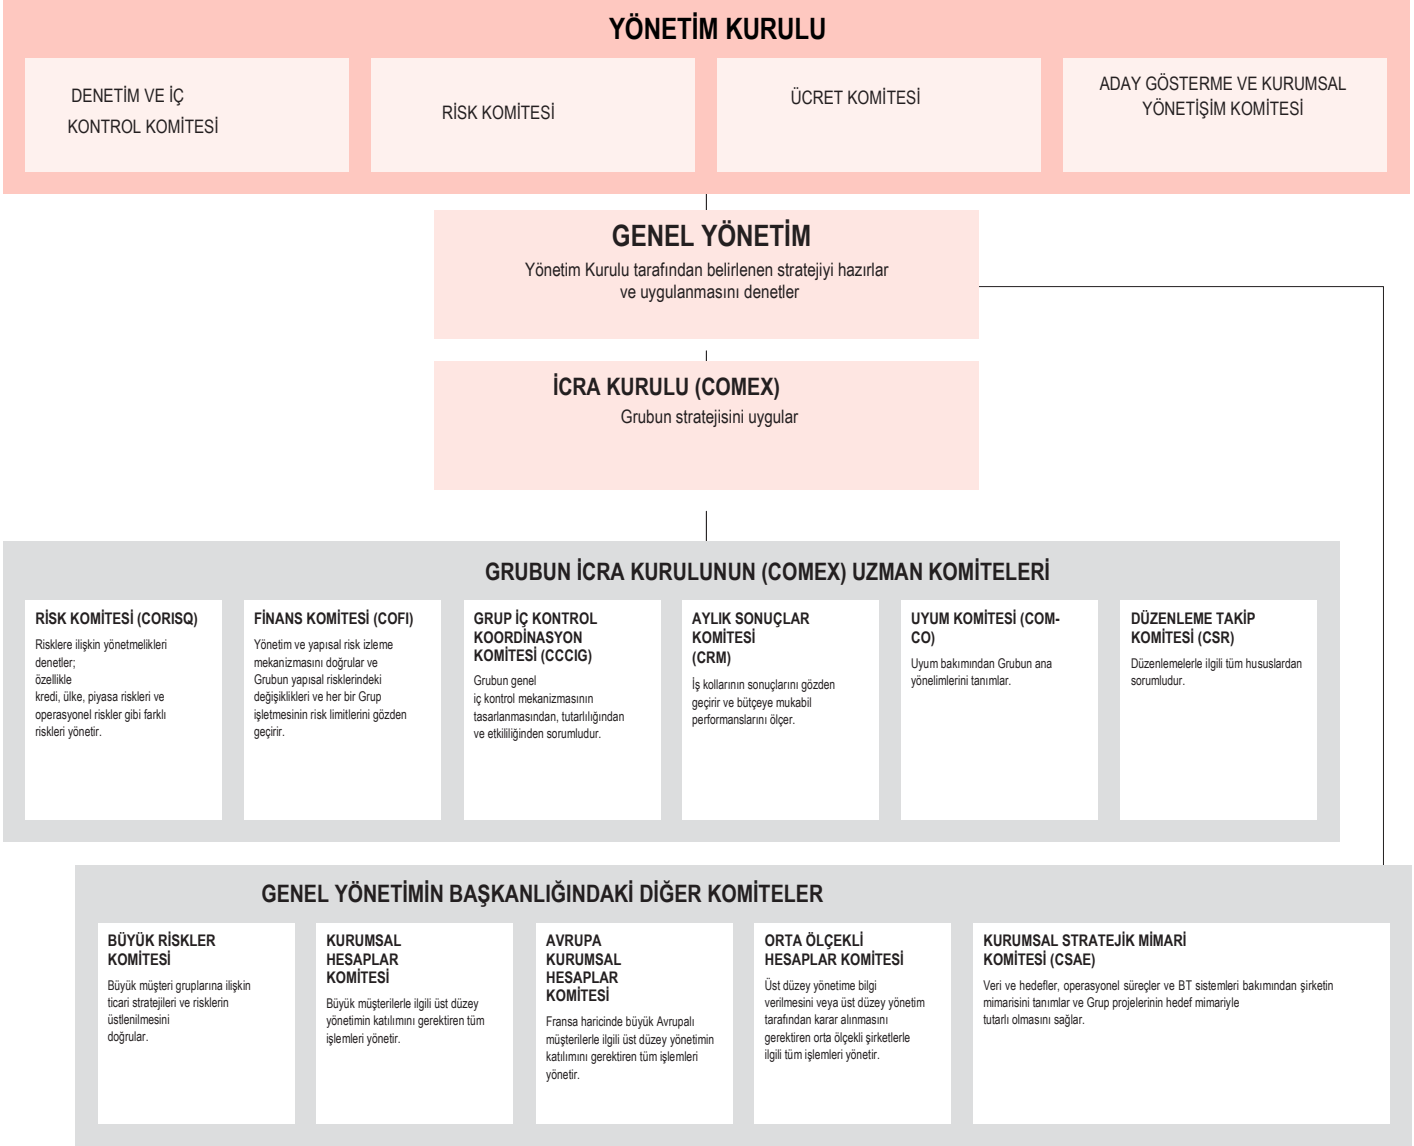 YÖNETİM KURULU
DENETİM VE İÇ
KONTROL KOMİTESİ
RİSK KOMİTESİ
ÜCRET KOMİTESİ
ADAY GÖSTERME VE KURUMSAL
YÖNETİŞİM KOMİTESİ
GENEL YÖNETİM
Yönetim Kurulu tarafından belirlenen stratejiyi hazırlar
ve uygulanmasını denetler
İCRA KURULU (COMEX)
Grubun stratejisini uygular
GRUBUN İCRA KURULUNUN (COMEX) UZMAN KOMİTELERİ
RİSK KOMİTESİ (CORISQ)
Risklere ilişkin yönetmelikleri
denetler;
özellikle
kredi, ülke, piyasa riskleri ve
operasyonel riskler gibi farklı
riskleri yönetir.
FİNANS KOMİTESİ (COFI)
Yönetim ve yapısal risk izleme
mekanizmasını doğrular ve
Grubun yapısal risklerindeki
değişiklikleri ve her bir Grup
işletmesinin risk limitlerini gözden
geçirir.
GRUP İÇ KONTROL
KOORDİNASYON
KOMİTESİ (CCCIG)
Grubun genel
iç kontrol mekanizmasının
tasarlanmasından, tutarlılığından
ve etkililiğinden sorumludur.
AYLIK SONUÇLAR
KOMİTESİ
(CRM)
İş kollarının sonuçlarını gözden
geçirir ve bütçeye mukabil
performanslarını ölçer.
UYUM KOMİTESİ (COM-
CO)
Uyum bakımından Grubun ana
yönelimlerini tanımlar.
DÜZENLEME TAKİP
KOMİTESİ (CSR)
Düzenlemelerle ilgili tüm hususlardan
sorumludur.
GENEL YÖNETİMİN BAŞKANLIĞINDAKİ DİĞER KOMİTELER
BÜYÜK RİSKLER
KOMİTESİ
Büyük müşteri gruplarına ilişkin
ticari stratejileri ve risklerin
üstlenilmesini
doğrular.
KURUMSAL
HESAPLAR
KOMİTESİ
Büyük müşterilerle ilgili üst düzey
yönetimin katılımını gerektiren tüm
işlemleri yönetir.
AVRUPA
KURUMSAL
HESAPLAR
KOMİTESİ
Fransa haricinde büyük Avrupalı
müşterilerle ilgili üst düzey yönetimin
katılımını gerektiren tüm işlemleri
yönetir.
ORTA ÖLÇEKLİ
HESAPLAR KOMİTESİ
Üst düzey yönetime bilgi
verilmesini veya üst düzey yönetim
tarafından karar alınmasını
gerektiren orta ölçekli şirketlerle
ilgili tüm işlemleri yönetir.
KURUMSAL STRATEJİK MİMARİ
KOMİTESİ (CSAE)
Veri ve hedefler, operasyonel süreçler ve BT sistemleri bakımından şirketin
mimarisini tanımlar ve Grup projelerinin hedef mimariyle
tutarlı olmasını sağlar.